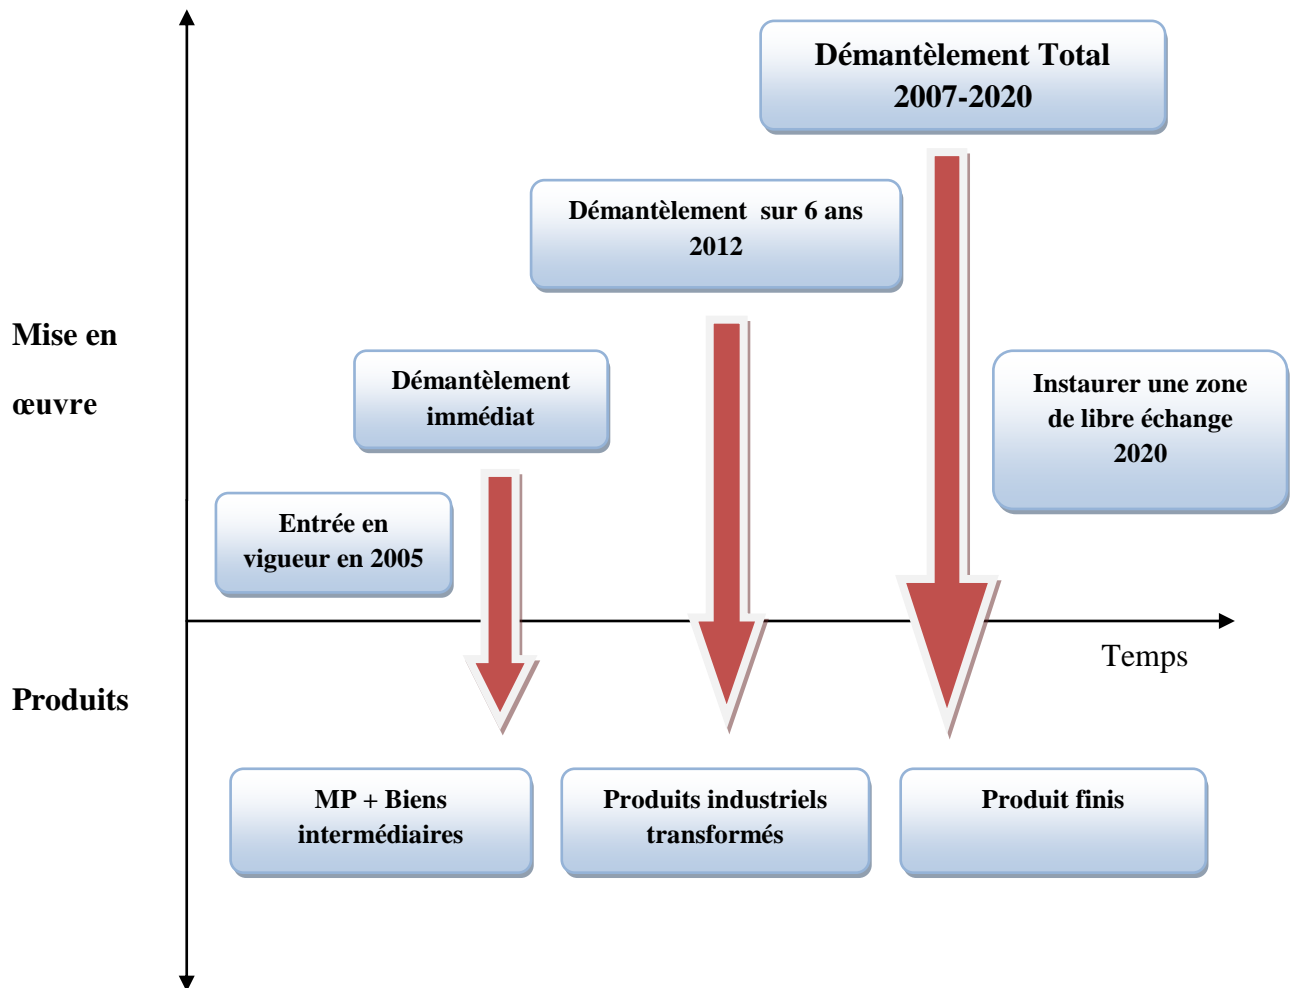 Démantèlement Total
2007-2020
Démantèlement sur 6 ans
2012
Mise en
œuvre
Démantèlement
immédiat
Instaurer une zone
de libre échange
2020
Entrée en
vigueur en 2005
Temps
Produits
MP + Biens
intermédiaires
Produits industriels
transformés
Produit finis